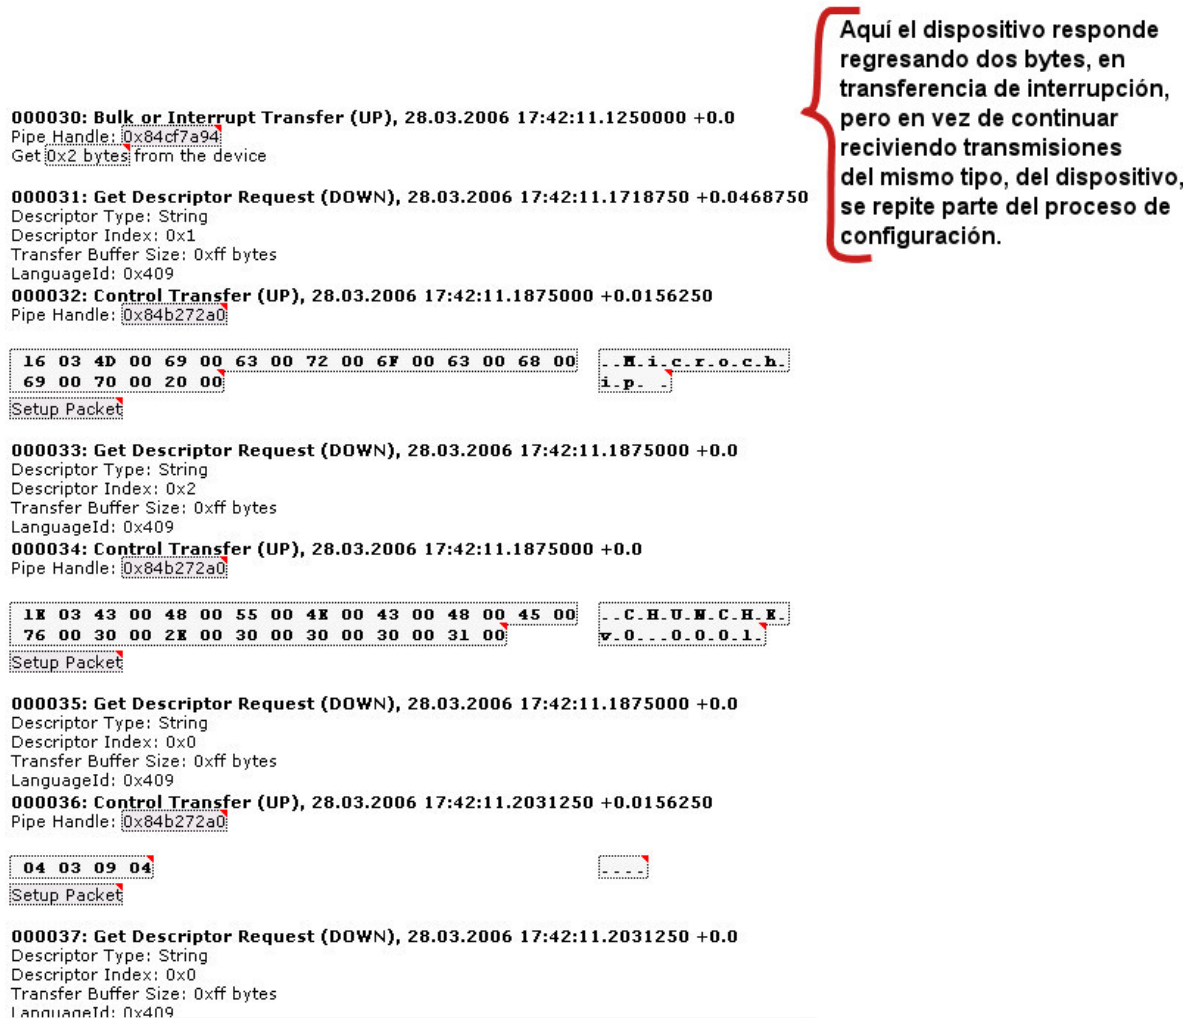 Aquí el dispositivo responde
regresando dos bytes, en
transferencia de interrupción,
pero en vez de continuar
reciviendo transmisiones
del mismo tipo, del dispositivo,
se repite parte del proceso de
configuración.
000030: Bulk or Interrupt Transfer (UP), 28.03.2006 17:42:11.1250000 +0.0
Pipe Handle: 0x84cf7a94
Get 0x2 bytes from the device
000031: Get Descriptor Request (DOWN), 28.03.2006 17:42:11.1718750 +0.0468750
Descriptor Type: String
Descriptor Index: 0x1
Transfer Buffer Size: 0xff bytes
LanguageId: 0x409
000032: Control Transfer (UP), 28.03.2006 17:42:11.1875000 +0.0156250
Pipe Handle: 0x84b272a0
16 03 4D 00 69 00 63 00 72 00 6F 00 63 00 68 00 ..M.i.c.r.o.c.h.
69 00 70 00 20 00 i.p. .
Setup Packet
000033: Get Descriptor Request (DOWN), 28.03.2006 17:42:11.1875000 +0.0
Descriptor Type: String
Descriptor Index: 0x2
Transfer Buffer Size: 0xff bytes
LanguageId: 0x409
000034: Control Transfer (UP), 28.03.2006 17:42:11.1875000 +0.0
Pipe Handle: 0x84b272a0
1E 03 43 00 48 00 55 00 4E 00 43 00 48 00 45 00 ..C.H.U.N.C.H.E.
76 00 30 00 2E 00 30 00 30 00 30 00 31 00 v.0...0.0.0.1.
Setup Packet
000035: Get Descriptor Request (DOWN), 28.03.2006 17:42:11.1875000 +0.0
Descriptor Type: String
Descriptor Index: 0x0
Transfer Buffer Size: 0xff bytes
LanguageId: 0x409
000036: Control Transfer (UP), 28.03.2006 17:42:11.2031250 +0.0156250
Pipe Handle: 0x84b272a0
04 03 09 04 ....
Setup Packet
000037: Get Descriptor Request (DOWN), 28.03.2006 17:42:11.2031250 +0.0
Descriptor Type: String
Descriptor Index: 0x0
Transfer Buffer Size: 0xff bytes
LanguageId: 0x409